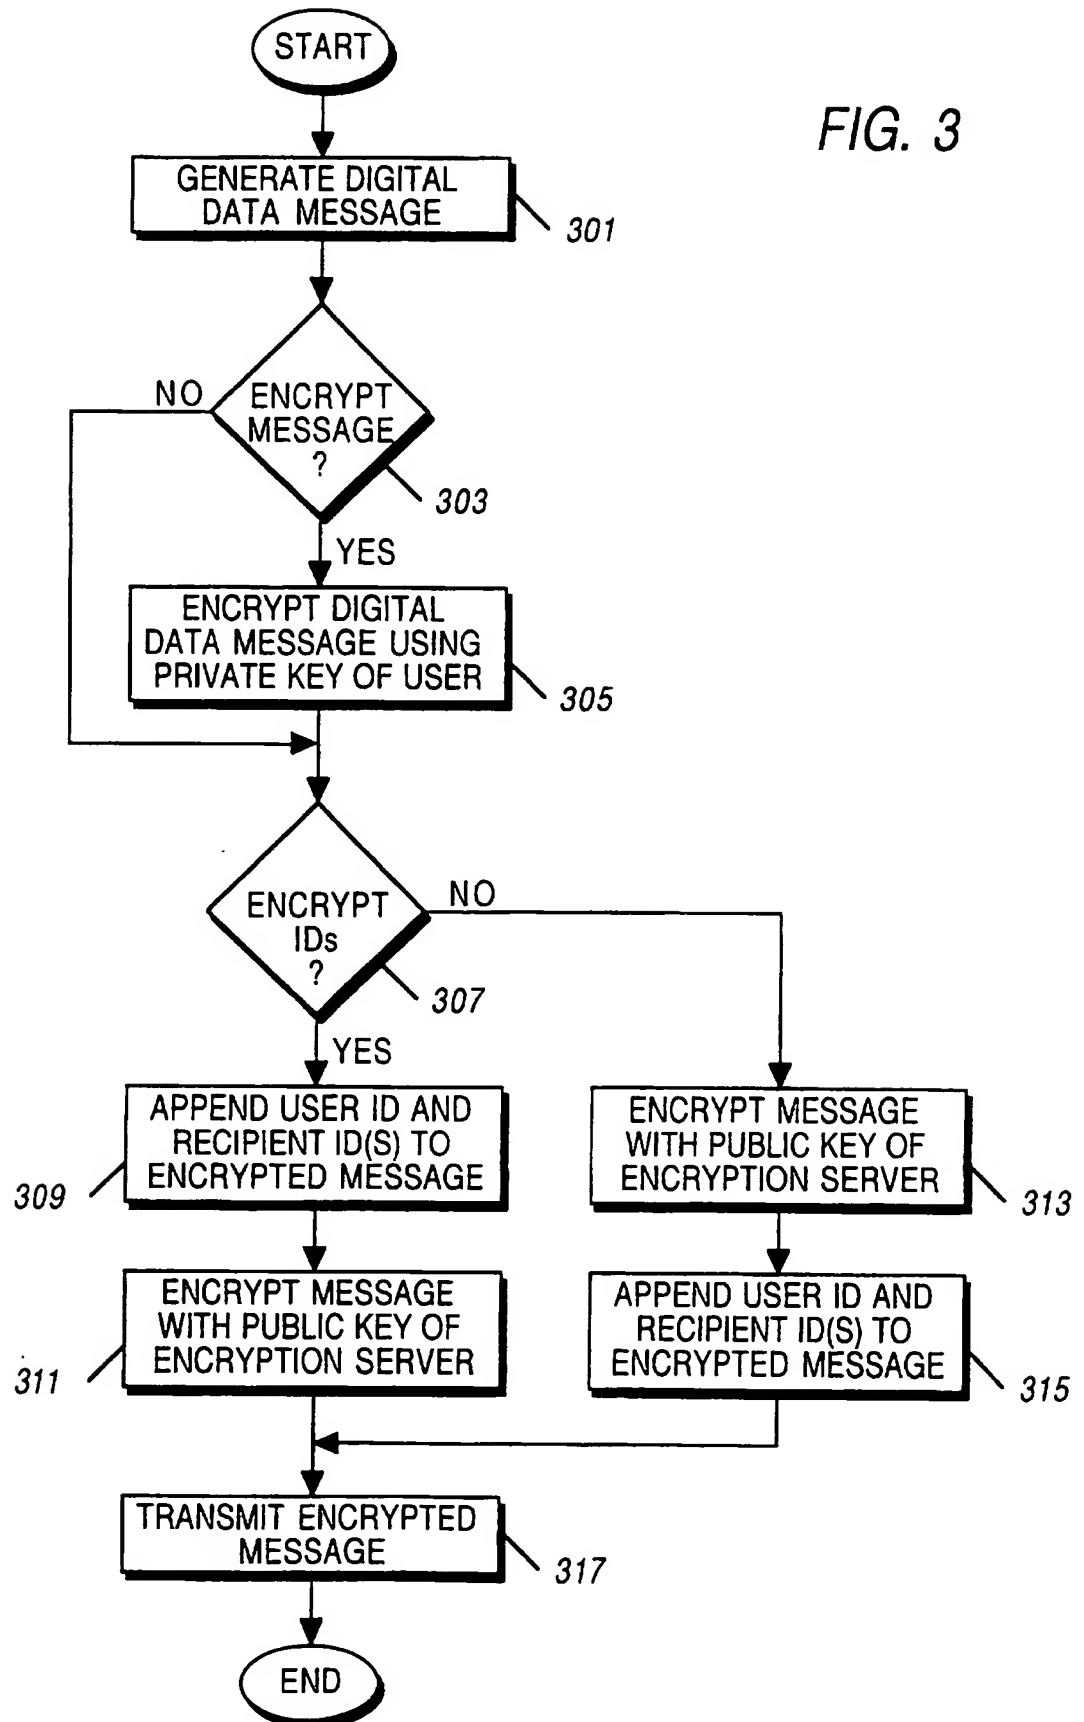 START
FIG. 3
GENERATE DIGITAL
DATA MESSAGE
301
NO
ENCRYPT
MESSAGE
?
303
YES
ENCRYPT DIGITAL
DATA MESSAGE USING
PRIVATE KEY OF USER
305
ENCRYPT
IDs
?
NO
307
YES
APPEND USER ID AND
RECIPIENT ID(S) TO
ENCRYPTED MESSAGE
309
ENCRYPT MESSAGE
WITH PUBLIC KEY OF
ENCRYPTION SERVER
313
ENCRYPT MESSAGE
WITH PUBLIC KEY OF
ENCRYPTION SERVER
311
APPEND USER ID AND
RECIPIENT ID(S) TO
ENCRYPTED MESSAGE
315
TRANSMIT ENCRYPTED
MESSAGE
317
END